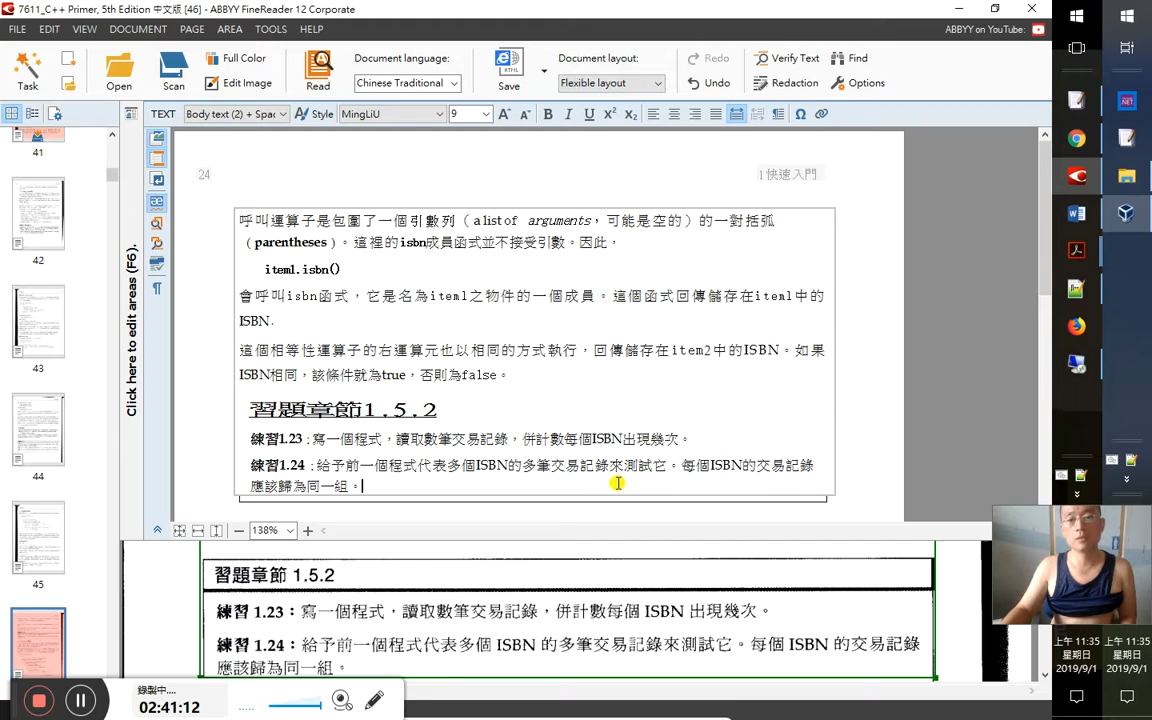 7611_C++ Primer, 5th Edition 中文版 [46] - ABBYY FineReader 12 Corporate
FILE EDIT VIEW DOCUMENT PAGE AREA TOOLS HELP
ABBYY on YouTube:
Task
Open
Scan
Full Color
Edit Image
Read
Document language:
Chinese Traditional
Save
Document layout:
Flexible layout
Redo
Undo
Verify Text
Find
Redaction
Options
TEXT
Body text (2) + Spac
Style
MingLiU
9
41
42
43
44
45
Click here to edit areas (F6).
24
1快速入門
呼叫運算子是包圍了一個引數列（a list of arguments，可能是空的）的一對括弧
（parentheses）。這裡的isbn成員函式並不接受引數。因此，
iteml.isbn()
會呼叫isbn函式，它是名為iteml之物件的一個成員。這個函式回傳儲存在iteml中的
ISBN.
這個相等性運算子的右運算元也以相同的方式執行，回傳儲存在item2中的ISBN。如果
ISBN相同，該條件就為true，否則為false。
習題章節1.5.2
練習1.23 :寫一個程式，讀取數筆交易記錄，併計數每個ISBN出現幾次。
練習1.24 :給予前一個程式代表多個ISBN的多筆交易記錄來測試它。每個ISBN的交易記錄
應該歸為同一組。
138%
習題章節 1.5.2
練習 1.23：寫一個程式，讀取數筆交易記錄，併計數每個 ISBN 出現幾次。
練習 1.24：給予前一個程式代表多個 ISBN 的多筆交易記錄來測試它。每個 ISBN 的交易記錄
應該歸為同一組。
錄製中....
02:41:12
上午 11:35
星期日
2019/9/1
上午 11:35
星期日
2019/9/1